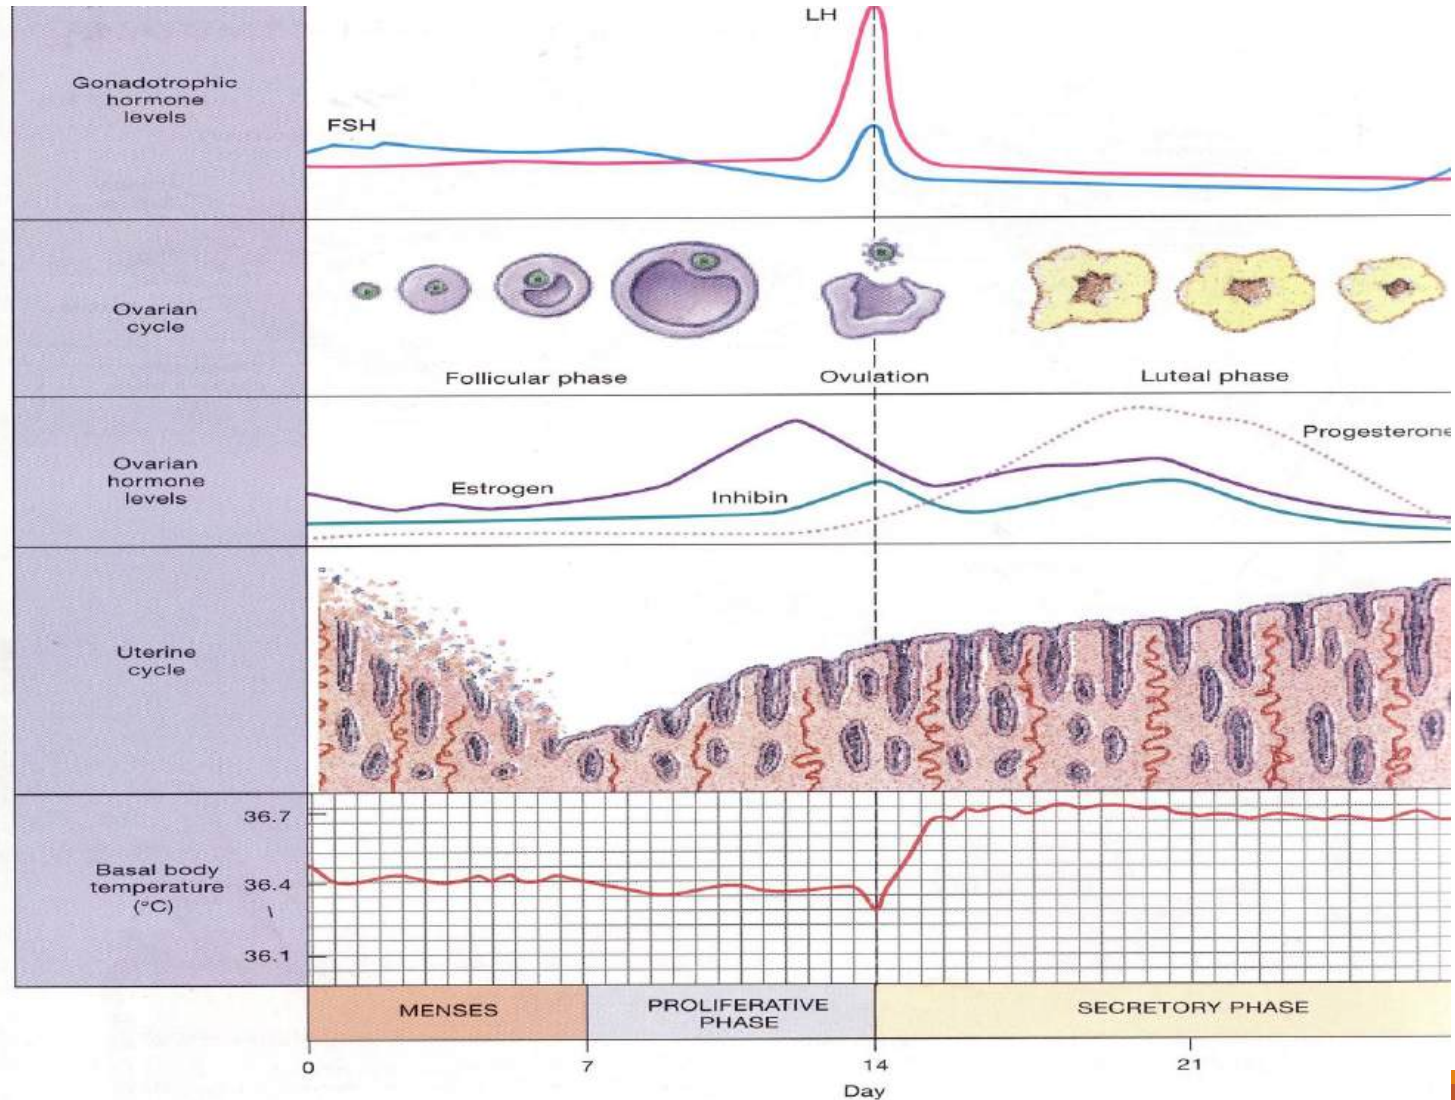 LH
Gonadotrophic
hormone
levels
FSH
Ovarian
cycle
Follicular phase
Ovulation
Luteal phase
Progesterone
Ovarian
hormone
levels
Estrogen
Inhibin
Uterine
cycle
36.7
Basal body
temperature
(°C)
36.4
36.1
MENSES
PROLIFERATIVE
PHASE
SECRETORY PHASE
0
7
14
21
Day